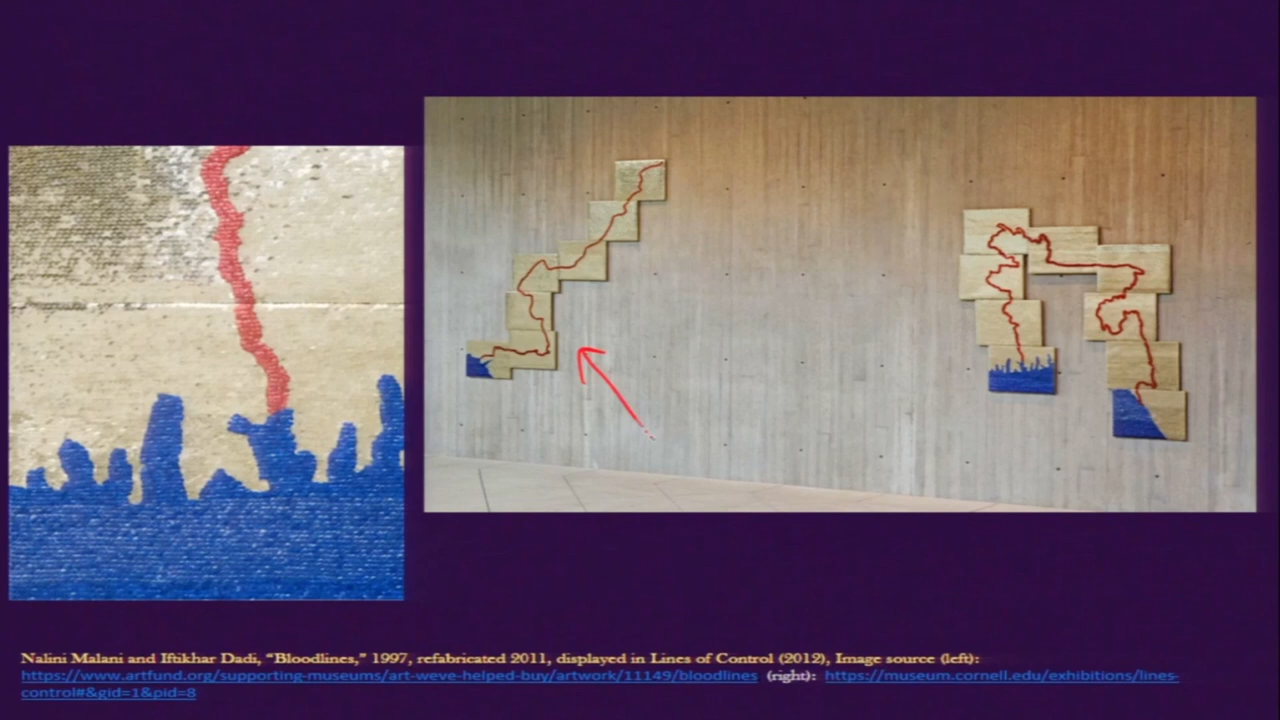 Nalini Malani and Iftikhar Dadi, “Bloodlines,” 1997, refabricated 2011, displayed in Lines of Control (2012), Image source (left):
https://www.artfund.org/supporting-museums/art-weve-helped-buy/artwork/11149/bloodlines (right): https://museum.cornell.edu/exhibitions/lines-
control#&gid=1&pid=8